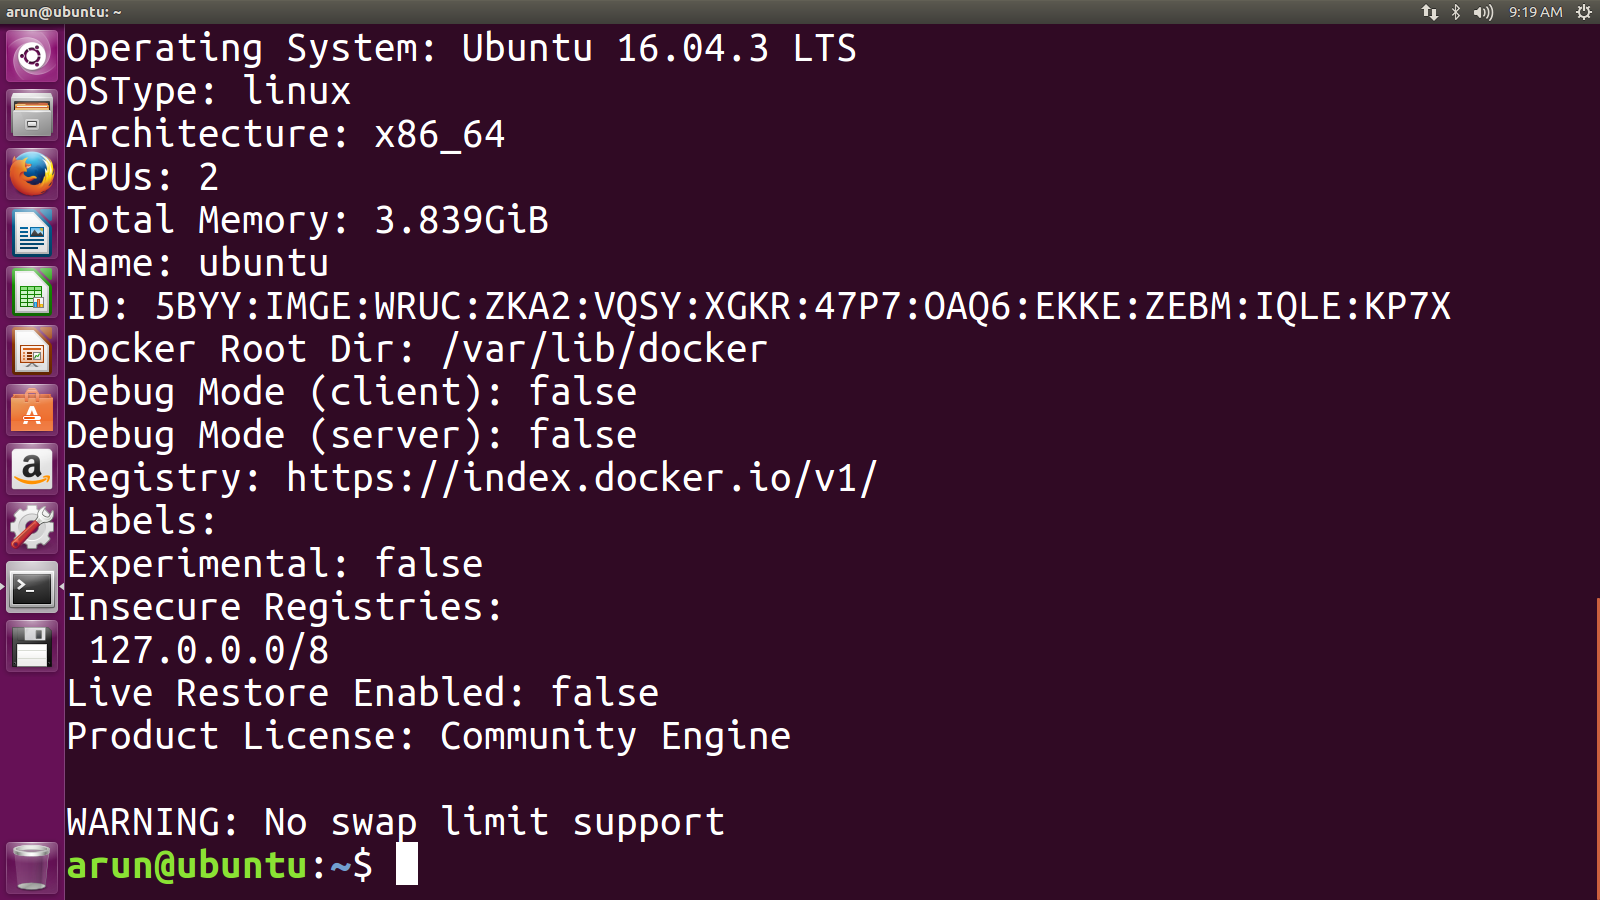 arun@ubuntu: ~
9:19 AM
Operating System: Ubuntu 16.04.3 LTS
OSType: linux
Architecture: x86_64
CPUs: 2
Total Memory: 3.839GiB
Name: ubuntu
ID: 5BYY:IMGE:WRUC:ZKA2:VQSY:XGKR:47P7:OAQ6:EKKE:ZEBM:IQLE:KP7X
Docker Root Dir: /var/lib/docker
Debug Mode (client): false
Debug Mode (server): false
Registry: https://index.docker.io/v1/
Labels:
Experimental: false
Insecure Registries:
 127.0.0.0/8
Live Restore Enabled: false
Product License: Community Engine
WARNING: No swap limit support
arun@ubuntu:~$